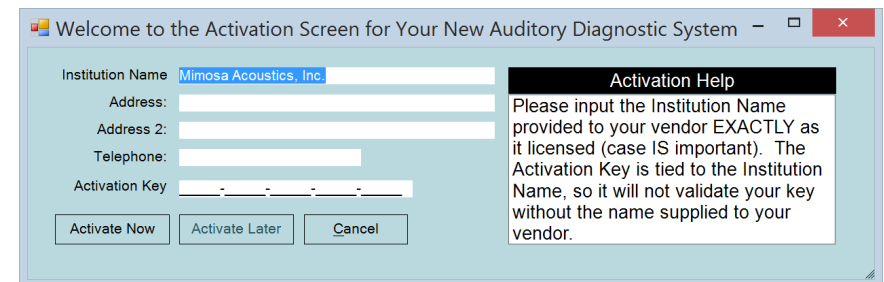 Welcome to the Activation Screen for Your New Auditory Diagnostic System
Institution Name Mimosa Acoustics, Inc.
Address:
Address 2:
Telephone:
Activation Key _____-_____-_____-_____-_____
Activate Now Activate Later Cancel
Activation Help
Please input the Institution Name
provided to your vendor EXACTLY as
it licensed (case IS important). The
Activation Key is tied to the Institution
Name, so it will not validate your key
without the name supplied to your
vendor.